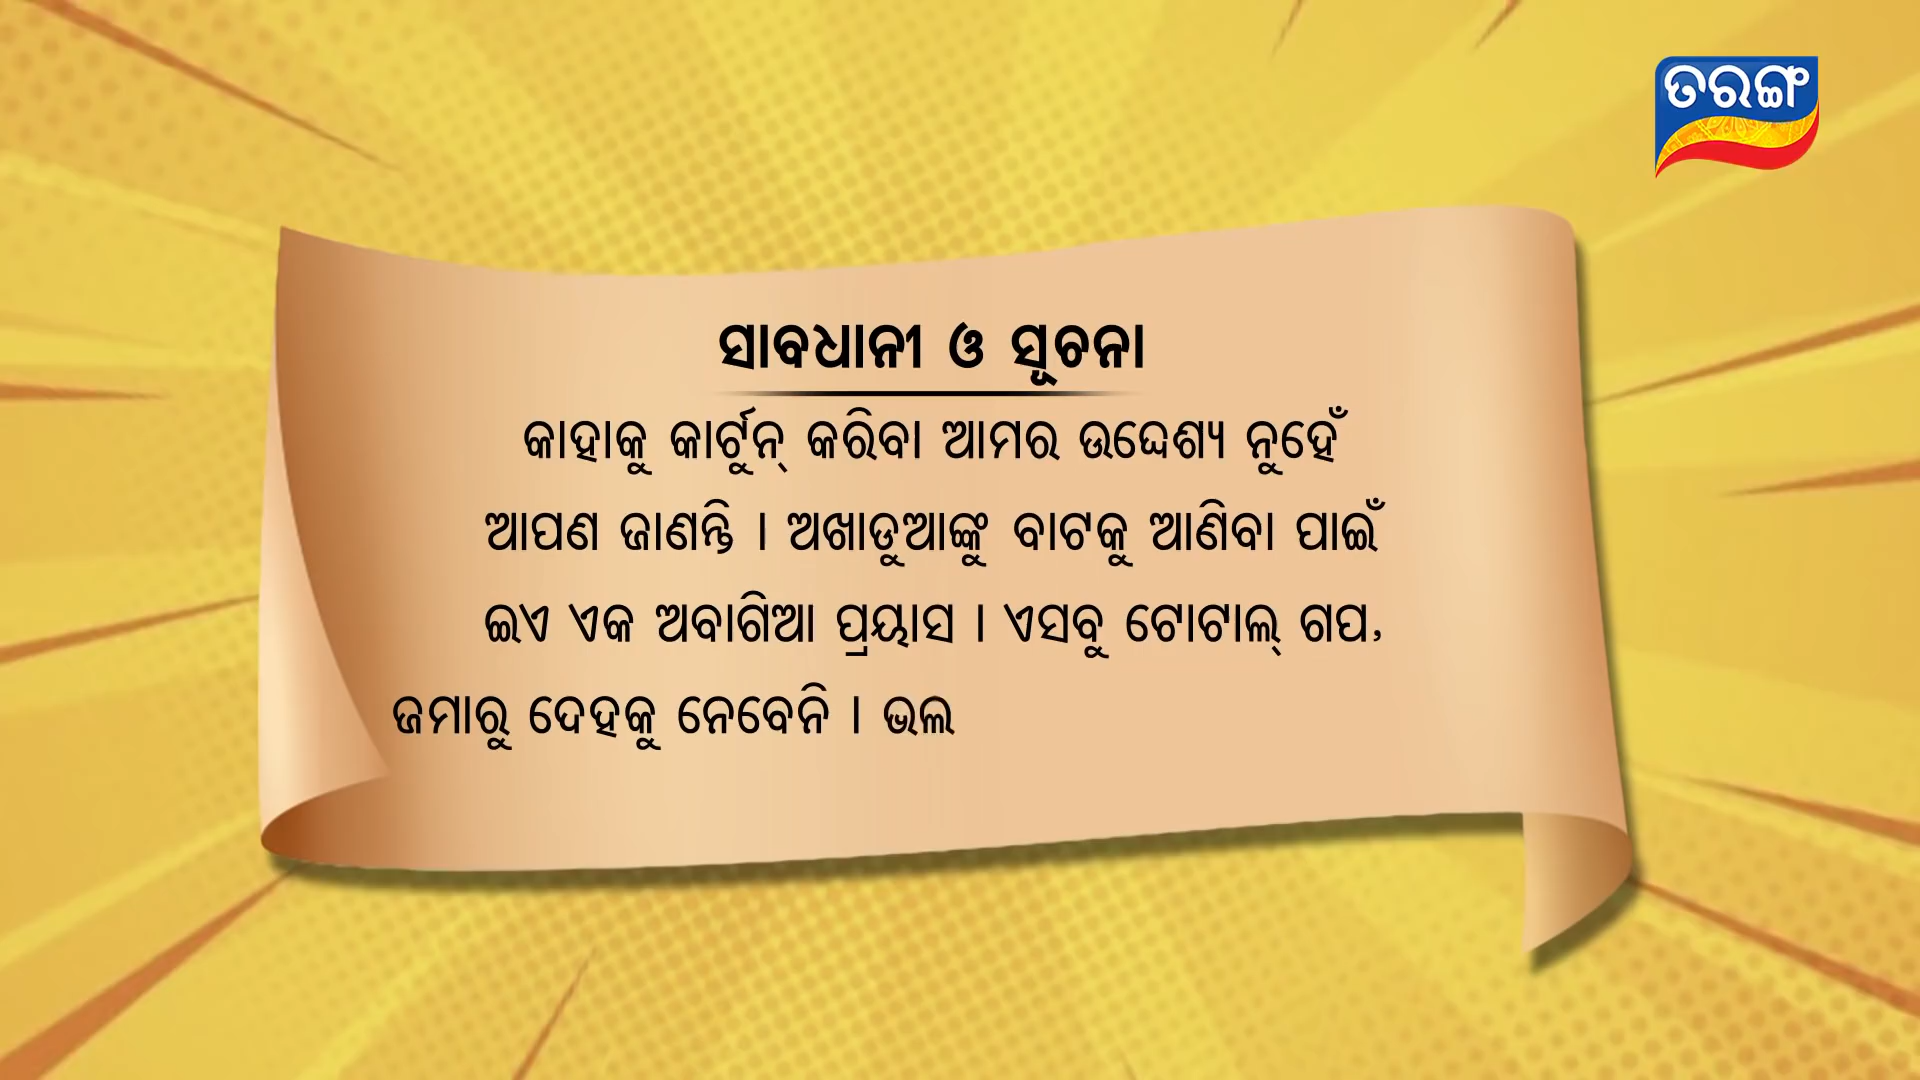 ତରଙ୍ଗ
ସାବଧାନୀ ଓ ସୂଚନା
କାହାକୁ କାର୍ଟୁନ୍ କରିବା ଆମର ଉଦ୍ଦେଶ୍ୟ ନୁହେଁ
ଆପଣ ଜାଣନ୍ତି । ଅଖାଡୁଆଙ୍କୁ ବାଟକୁ ଆଣିବା ପାଇଁ
ଇଏ ଏକ ଅବାଗିଆ ପ୍ରୟାସ । ଏସବୁ ଟୋଟାଲ୍ ଗପ,
ଜମାରୁ ଦେହକୁ ନେବେନି । ଭଲ